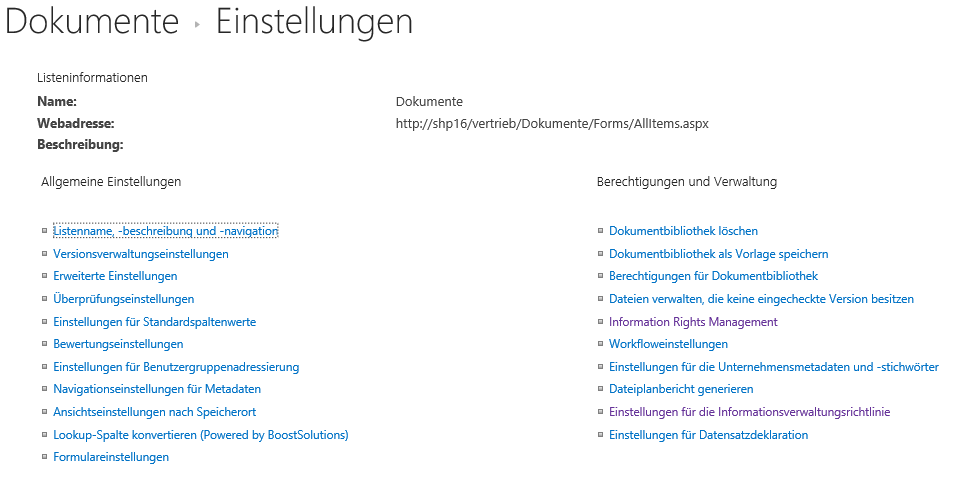 Dokumente ▸ Einstellungen
Listeninformationen
Name: Dokumente
Webadresse: http://shp16/vertrieb/Dokumente/Forms/AllItems.aspx
Beschreibung:
Allgemeine Einstellungen
Listenname, -beschreibung und -navigation
Versionsverwaltungseinstellungen
Erweiterte Einstellungen
Überprüfungseinstellungen
Einstellungen für Standardspaltenwerte
Bewertungseinstellungen
Einstellungen für Benutzergruppenadressierung
Navigationseinstellungen für Metadaten
Ansichtseinstellungen nach Speicherort
Lookup-Spalte konvertieren (Powered by BoostSolutions)
Formulareinstellungen
Berechtigungen und Verwaltung
Dokumentbibliothek löschen
Dokumentbibliothek als Vorlage speichern
Berechtigungen für Dokumentbibliothek
Dateien verwalten, die keine eingecheckte Version besitzen
Information Rights Management
Workfloweinstellungen
Einstellungen für die Unternehmensmetadaten und -stichwörter
Dateiplanbericht generieren
Einstellungen für die Informationsverwaltungsrichtlinie
Einstellungen für Datensatzdeklaration